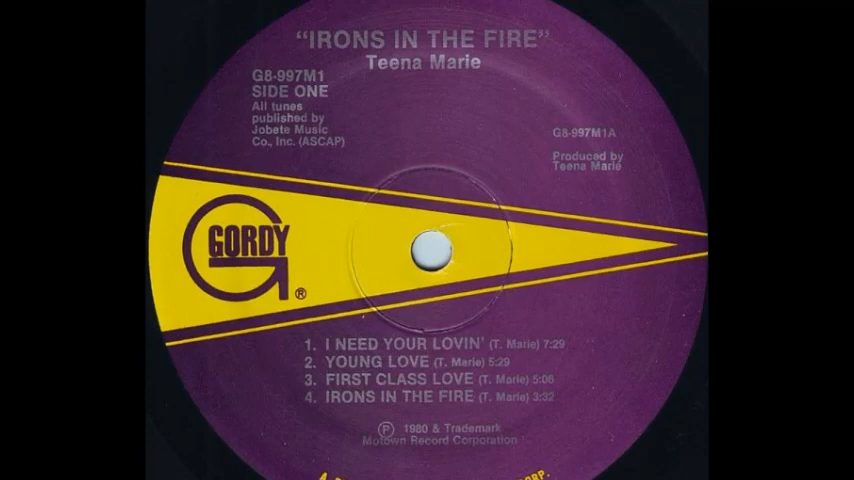 "IRONS IN THE FIRE"
Teena Marie
G8-997M1
SIDE ONE
All tunes
published by
Jobete Music
Co., Inc. (ASCAP)
G8-997M1A
Produced by
Teena Marie
GORDY
®
1. I NEED YOUR LOVIN' (T. Marie) 7:29
2. YOUNG LOVE (T. Marie) 5:29
3. FIRST CLASS LOVE (T. Marie) 5:06
4. IRONS IN THE FIRE (T. Marie) 3:32
Ⓟ 1980 & Trademark
Motown Record Corporation